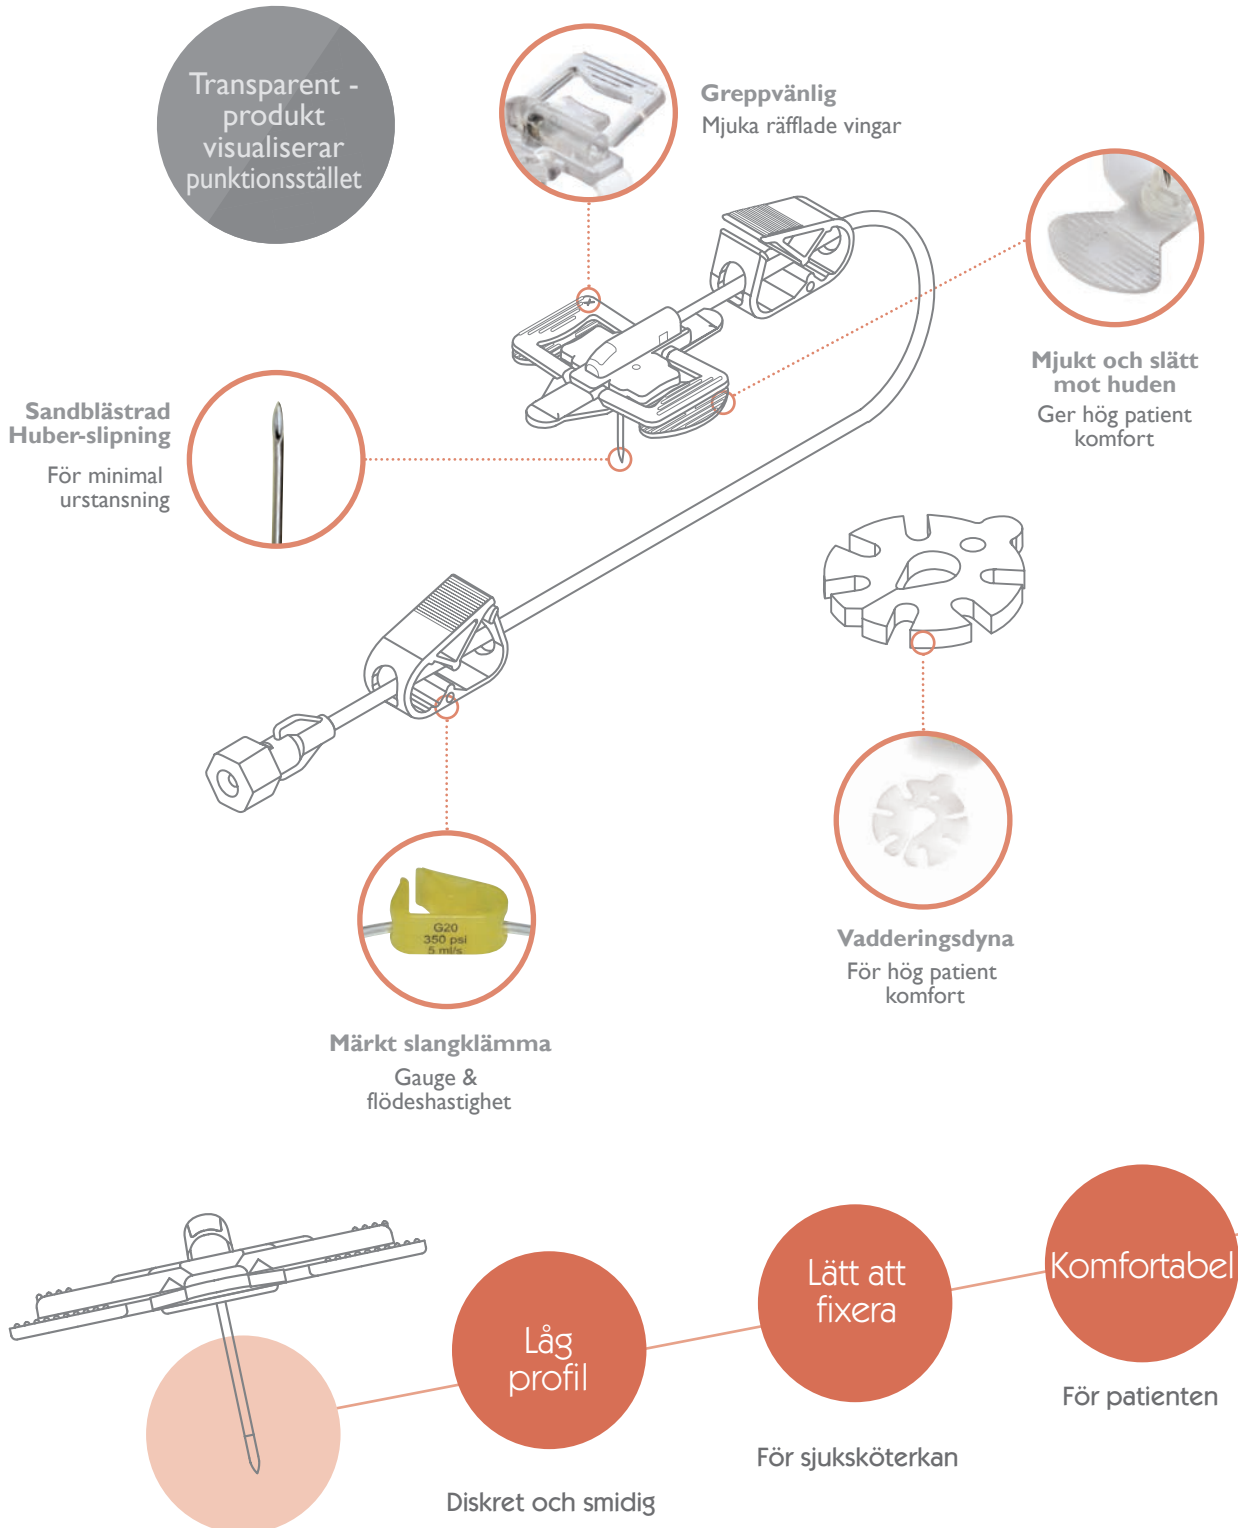 Transparent -
produkt
visualiserar
punktionsstället
Greppvänlig
Mjuka räfflade vingar
Mjukt och slätt
mot huden
Ger hög patient
komfort
Sandblästrad
Huber-slipning
För minimal
urstansning
G20
350 psi
5 ml/s
Vadderingsdyna
För hög patient
komfort
Märkt slangklämma
Gauge &
flödeshastighet
Låg
profil
Diskret och smidig
Lätt att
fixera
För sjuksköterkan
Komfortabel
För patienten